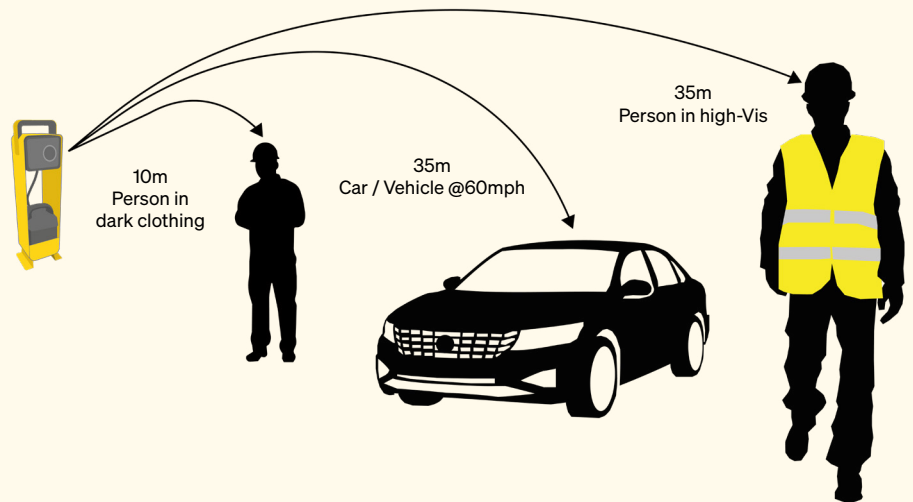 10m
Person in
dark clothing
35m
Car / Vehicle @60mph
35m
Person in high-Vis